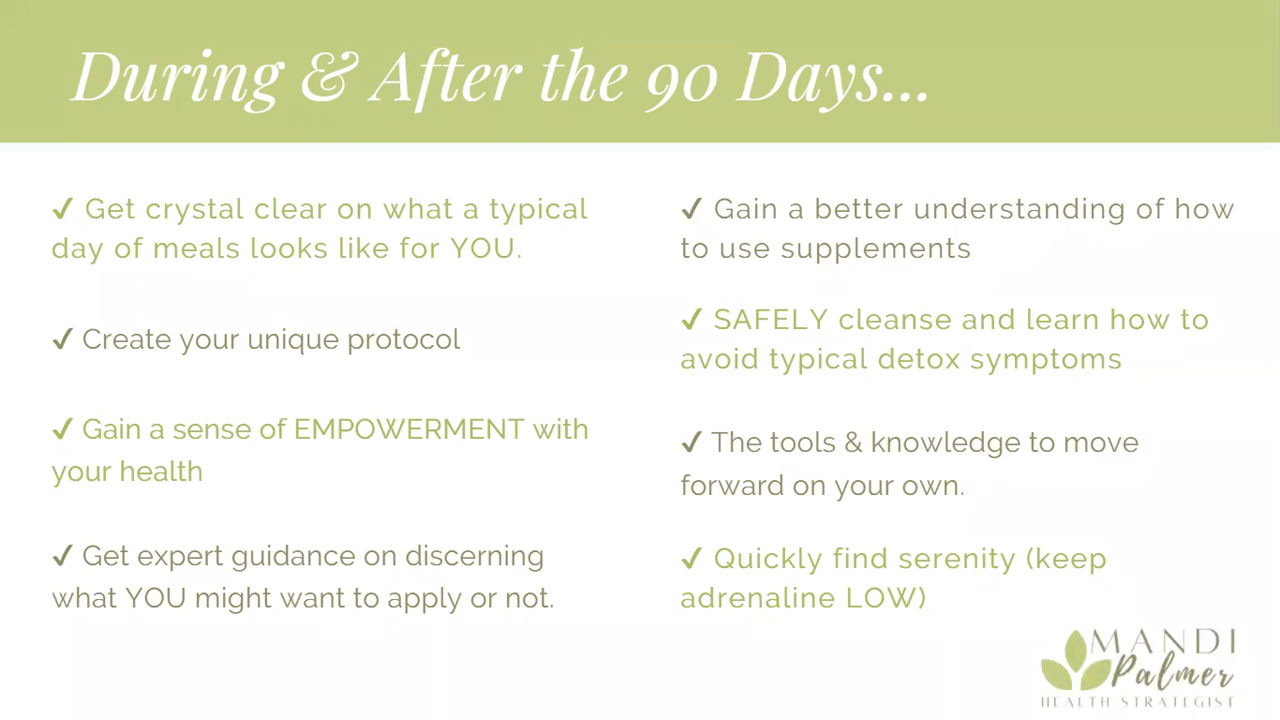 During & After the 90 Days...
✔ Get crystal clear on what a typical
day of meals looks like for YOU.
✔ Create your unique protocol
✔ Gain a sense of EMPOWERMENT with
your health
✔ Get expert guidance on discerning
what YOU might want to apply or not.
✔ Gain a better understanding of how
to use supplements
✔ SAFELY cleanse and learn how to
avoid typical detox symptoms
✔ The tools & knowledge to move
forward on your own.
✔ Quickly find serenity (keep
adrenaline LOW)
MANDI
Palmer
HEALTH STRATEGIST